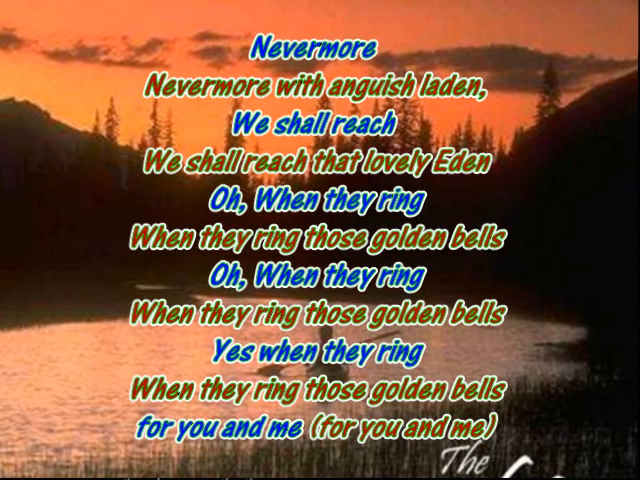 Nevermore
Nevermore with anguish laden,
We shall reach
We shall reach that lovely Eden
Oh, When they ring
When they ring those golden bells
Oh, When they ring
When they ring those golden bells
Yes when they ring
When they ring those golden bells
for you and me (for you and me)
The